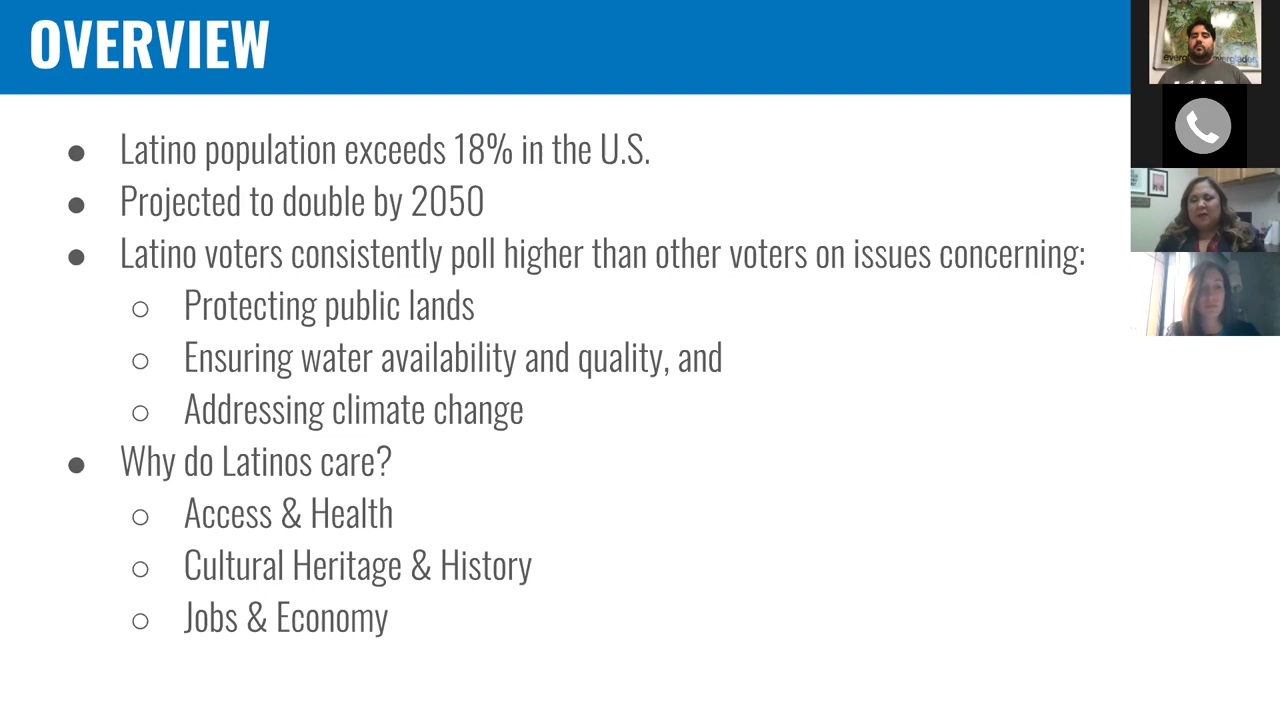 OVERVIEW
● Latino population exceeds 18% in the U.S.
● Projected to double by 2050
● Latino voters consistently poll higher than other voters on issues concerning:
○ Protecting public lands
○ Ensuring water availability and quality, and
○ Addressing climate change
● Why do Latinos care?
○ Access & Health
○ Cultural Heritage & History
○ Jobs & Economy